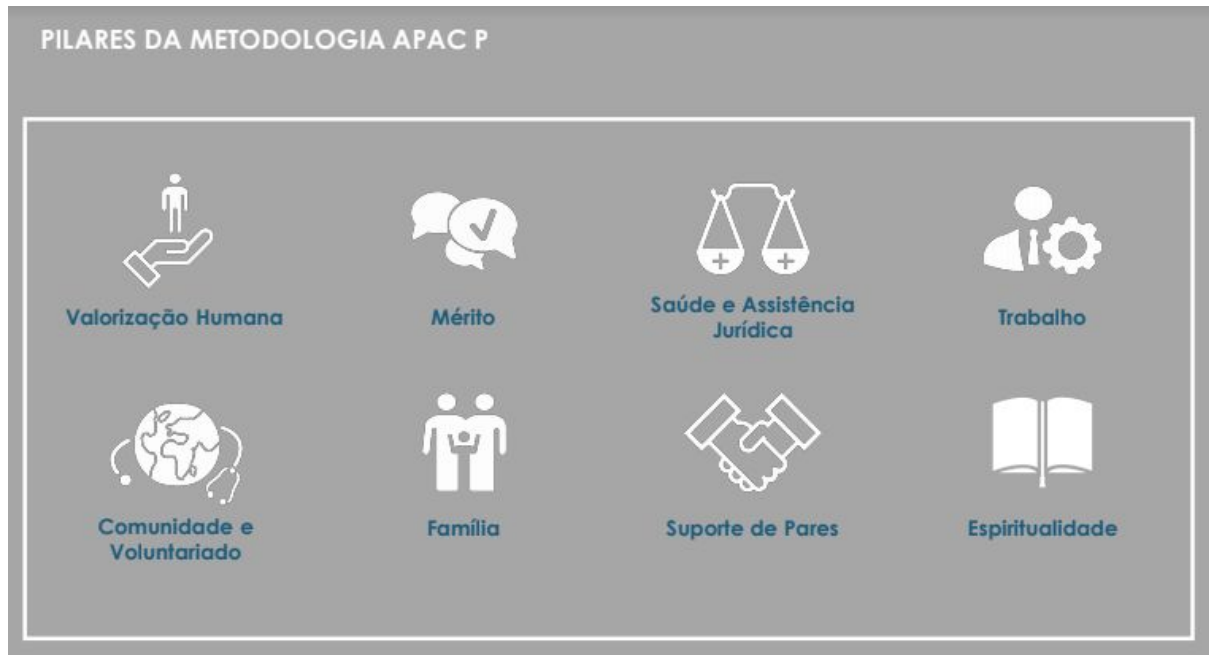 PILARES DA METODOLOGIA APAC P
Valorização Humana
Mérito
Saúde e Assistência
Jurídica
Trabalho
Comunidade e
Voluntariado
Família
Suporte de Pares
Espiritualidade